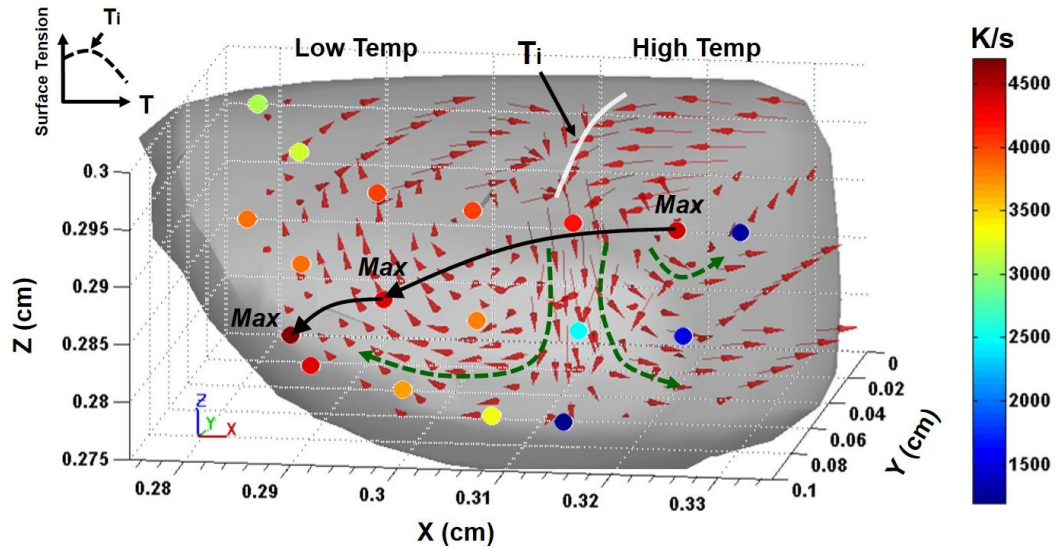 Ti
Surface Tension
T
Low Temp
Ti
High Temp
K/s
4500
4000
3500
3000
2500
2000
1500
Max
Max
Max
0.3
0.295
0.29
0.285
0.28
0.275
Z (cm)
Z
Y
X
0.28
0.29
0.3
0.31
0.32
0.33
X (cm)
0
0.02
0.04
0.06
0.08
0.1
Y (cm)